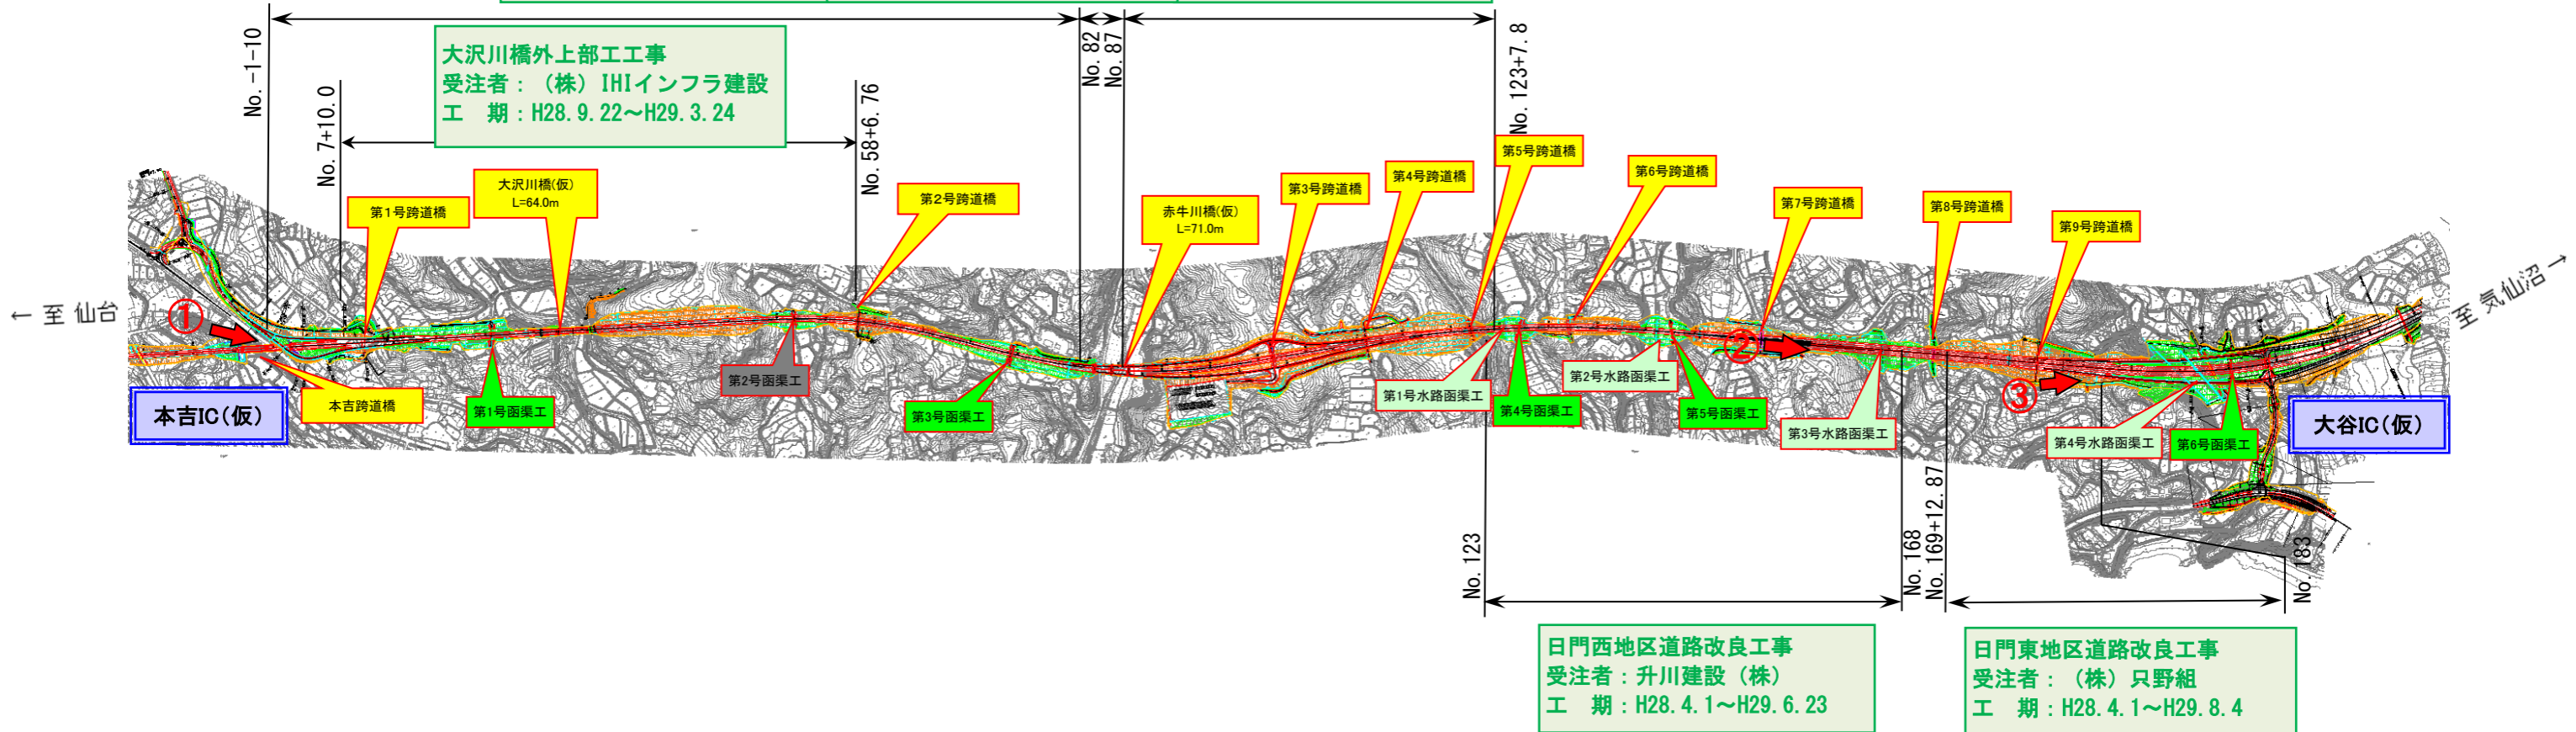 大沢川橋外上部工工事
受注者：（株）IHIインフラ建設
工　期：H28.9.22～H29.3.24
No.-1-10
No.7+10.0
No.58+6.76
No.82
No.87
No.123+7.8
第1号跨道橋
大沢川橋(仮)
L=64.0m
第2号跨道橋
赤牛川橋(仮)
L=71.0m
第3号跨道橋
第4号跨道橋
第5号跨道橋
第6号跨道橋
第7号跨道橋
第8号跨道橋
第9号跨道橋
← 至 仙台
至 気仙沼 →
①
②
③
本吉IC(仮)
本吉跨道橋
第1号函渠工
第2号函渠工
第3号函渠工
第1号水路函渠工
第4号函渠工
第2号水路函渠工
第5号函渠工
第3号水路函渠工
第4号水路函渠工
第6号函渠工
大谷IC(仮)
No.123
No.168
No.169+12.87
No.183
日門西地区道路改良工事
受注者：升川建設（株）
工　期：H28.4.1～H29.6.23
日門東地区道路改良工事
受注者：（株）只野組
工　期：H28.4.1～H29.8.4